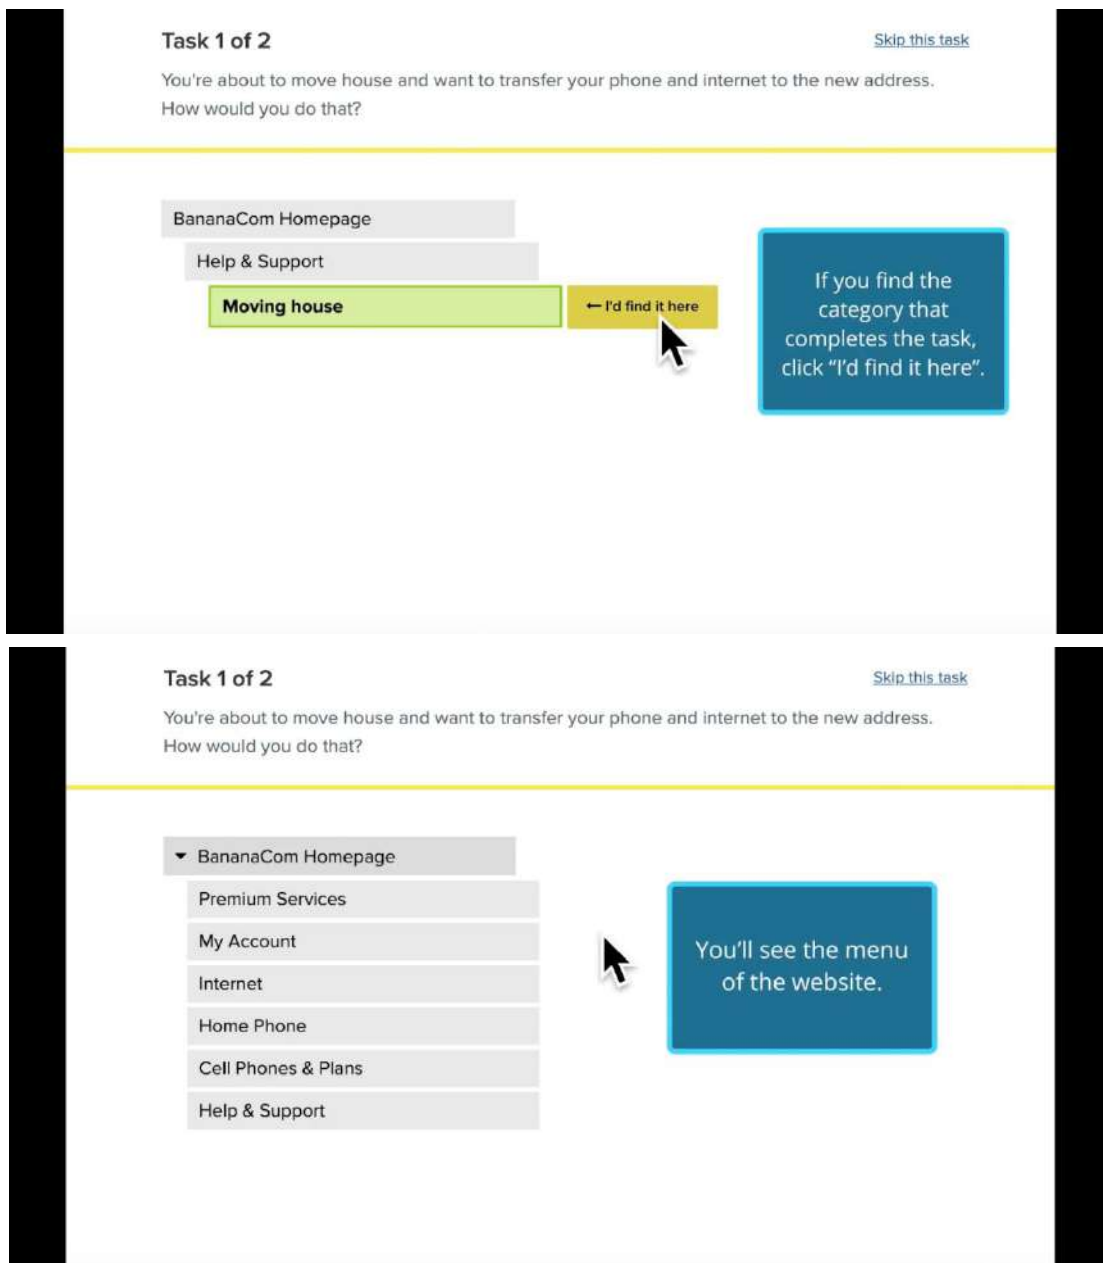 Task 1 of 2
Skip this task
You're about to move house and want to transfer your phone and internet to the new address.
How would you do that?
BananaCom Homepage
Help & Support
Moving house
← I'd find it here
If you find the
category that
completes the task,
click “I’d find it here”.
Task 1 of 2
Skip this task
You're about to move house and want to transfer your phone and internet to the new address.
How would you do that?
BananaCom Homepage
Premium Services
My Account
Internet
Home Phone
Cell Phones & Plans
Help & Support
You’ll see the menu
of the website.